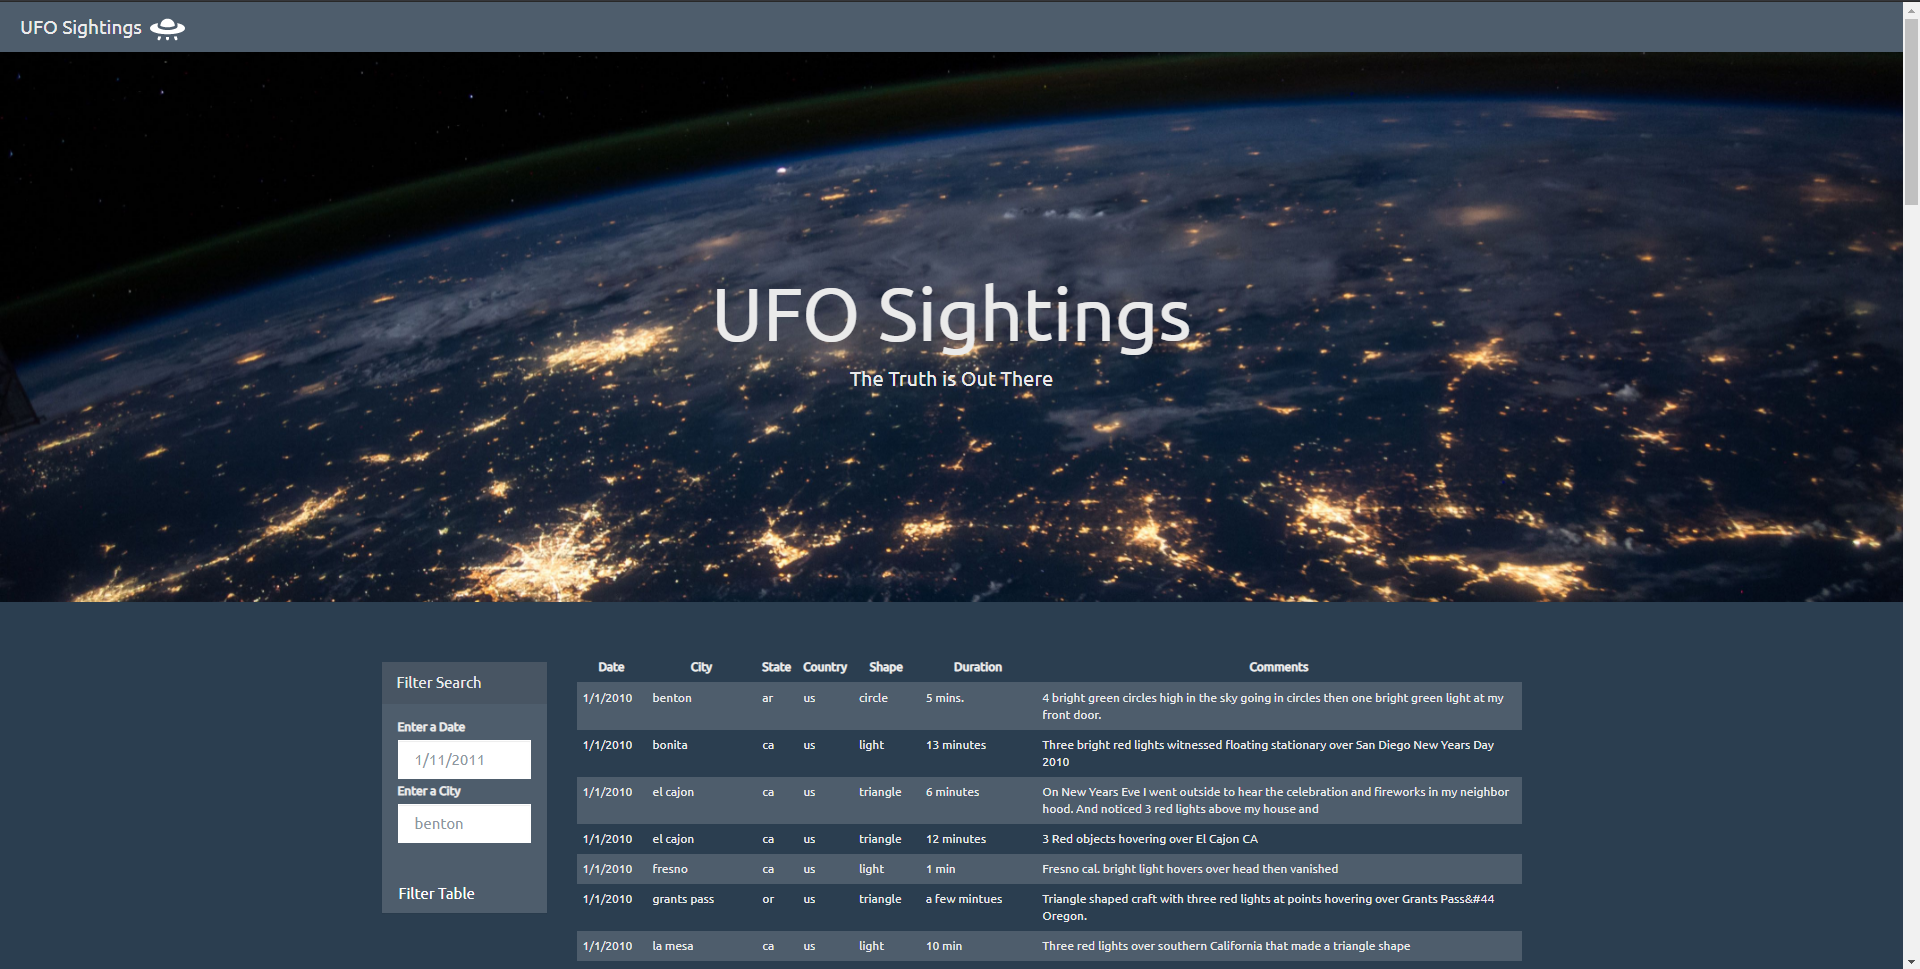 UFO Sightings
UFO Sightings
The Truth is Out There
Filter Search
Enter a Date
1/11/2011
Enter a City
benton
Filter Table
Date City State Country Shape Duration Comments
1/1/2010 benton ar us circle 5 mins. 4 bright green circles high in the sky going in circles then one bright green light at my
front door.
1/1/2010 bonita ca us light 13 minutes Three bright red lights witnessed floating stationary over San Diego New Years Day
2010
1/1/2010 el cajon ca us triangle 6 minutes On New Years Eve I went outside to hear the celebration and fireworks in my neighbor
hood. And noticed 3 red lights above my house and
1/1/2010 el cajon ca us triangle 12 minutes 3 Red objects hovering over El Cajon CA
1/1/2010 fresno ca us light 1 min Fresno cal. bright light hovers over head then vanished
1/1/2010 grants pass or us triangle a few mintues Triangle shaped craft with three red lights at points hovering over Grants Pass&#44
Oregon.
1/1/2010 la mesa ca us light 10 min Three red lights over southern California that made a triangle shape